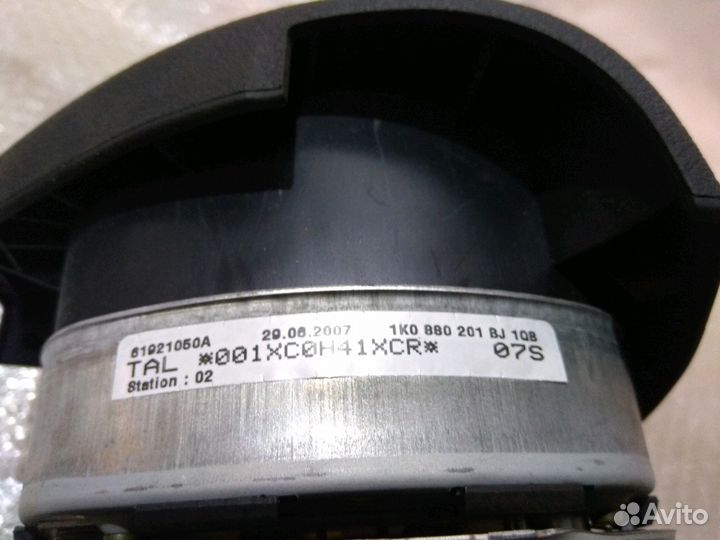 61921050A 29.06.2007 1K0 880 201 BJ 1QB
TAL *001XC0H41XCR* 07S
Station : 02
Avito